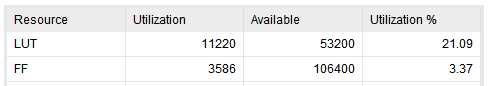 Resource Utilization Available Utilization %
LUT 11220 53200 21.09
FF 3586 106400 3.37